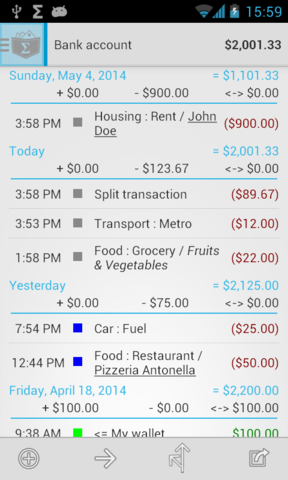 15:59
Bank account $2,001.33
Sunday, May 4, 2014 = $1,101.33
+ $0.00 - $900.00 <-> $0.00
3:58 PM Housing : Rent / John Doe ($900.00)
Today = $2,001.33
+ $0.00 - $123.67 <-> $0.00
3:58 PM Split transaction ($89.67)
3:53 PM Transport : Metro ($12.00)
1:58 PM Food : Grocery / Fruits & Vegetables ($22.00)
Yesterday = $2,125.00
+ $0.00 - $75.00 <-> $0.00
7:54 PM Car : Fuel ($25.00)
12:44 PM Food : Restaurant / Pizzeria Antonella ($50.00)
Friday, April 18, 2014 = $2,200.00
+ $100.00 - $0.00 <-> $100.00
9:38 AM <= My wallet $100.00